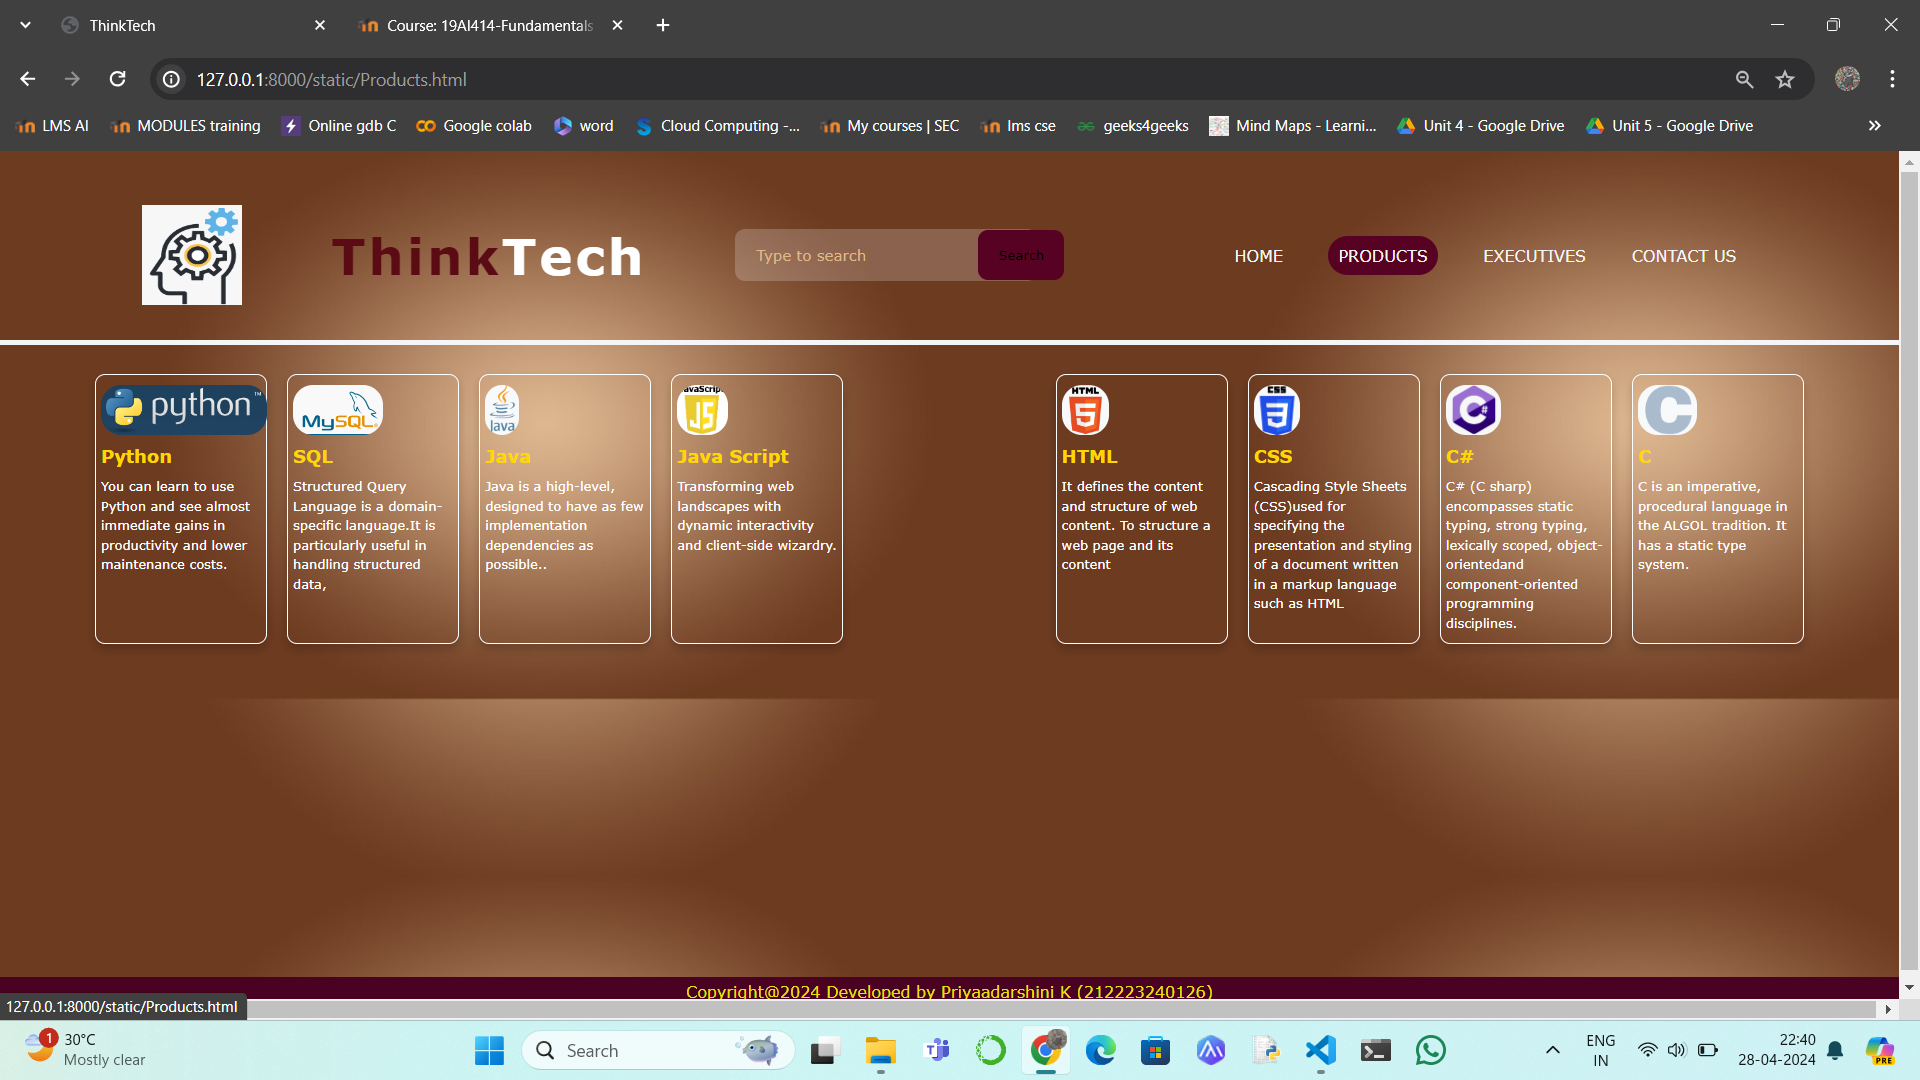 ThinkTech
Course: 19AI414-Fundamentals
127.0.0.1:8000/static/Products.html
LMS AI
MODULES training
Online gdb C
Google colab
word
Cloud Computing -...
My courses | SEC
lms cse
geeks4geeks
Mind Maps - Learni...
Unit 4 - Google Drive
Unit 5 - Google Drive
ThinkTech
Type to search
Search
HOME
PRODUCTS
EXECUTIVES
CONTACT US
python™
Python
You can learn to use
Python and see almost
immediate gains in
productivity and lower
maintenance costs.
MySQL
SQL
Structured Query
Language is a domain-
specific language.It is
particularly useful in
handling structured
data,
Java
Java
Java is a high-level,
designed to have as few
implementation
dependencies as
possible..
JavaScript
JS
Java Script
Transforming web
landscapes with
dynamic interactivity
and client-side wizardry.
HTML
5
HTML
It defines the content
and structure of web
content. To structure a
web page and its
content
CSS
3
CSS
Cascading Style Sheets
(CSS)used for
specifying the
presentation and styling
of a document written
in a markup language
such as HTML
C#
C#
C# (C sharp)
encompasses static
typing, strong typing,
lexically scoped, object-
orientedand
component-oriented
programming
disciplines.
C
C
C is an imperative,
procedural language in
the ALGOL tradition. It
has a static type
system.
Copyright@2024 Developed by Priyaadarshini K (212223240126)
127.0.0.1:8000/static/Products.html
1
30°C
Mostly clear
Search
ENG
IN
22:40
28-04-2024
PRE